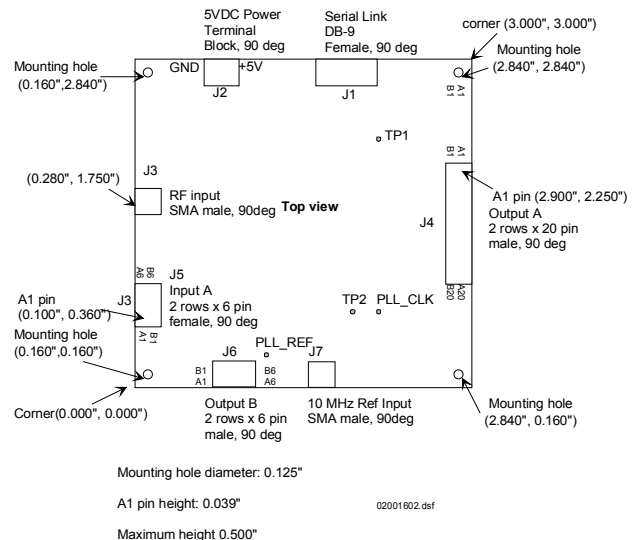 5VDC Power
Terminal
Block, 90 deg
Serial Link
DB-9
Female, 90 deg
corner (3.000", 3.000")
Mounting hole
(0.160",2.840")
GND
+5V
J2
J1
Mounting hole
(2.840", 2.840")
B1
A1
TP1
B1
A1
J3
(0.280", 1.750")
RF input
SMA male, 90deg
Top view
J4
A1 pin (2.900", 2.250")
Output A
2 rows x 20 pin
male, 90 deg
A6
B6
J5
Input A
2 rows x 6 pin
female, 90 deg
J3
A1 pin
(0.100", 0.360")
A1
B1
TP2
PLL_CLK
B20
A20
Mounting hole
(0.160",0.160")
PLL_REF
J6
J7
B1
A1
B6
A6
Corner(0.000", 0.000")
Output B
2 rows x 6 pin
male, 90 deg
10 MHz Ref Input
SMA male, 90deg
Mounting hole
(2.840", 0.160")
Mounting hole diameter: 0.125"
A1 pin height: 0.039"
02001602.dsf
Maximum height 0.500"